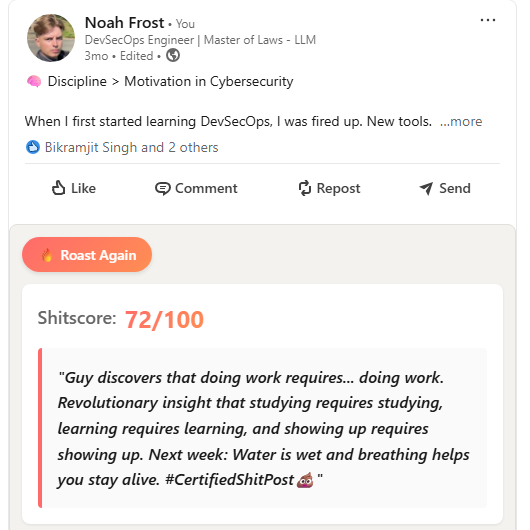 Noah Frost • You
DevSecOps Engineer | Master of Laws - LLM
3mo • Edited •
🧠 Discipline > Motivation in Cybersecurity
When I first started learning DevSecOps, I was fired up. New tools. ...more
Bikramjit Singh and 2 others
Like Comment Repost Send
🔥 Roast Again
Shitscore: 72/100
"Guy discovers that doing work requires... doing work.
Revolutionary insight that studying requires studying,
learning requires learning, and showing up requires
showing up. Next week: Water is wet and breathing helps
you stay alive. #CertifiedShitPost💩"